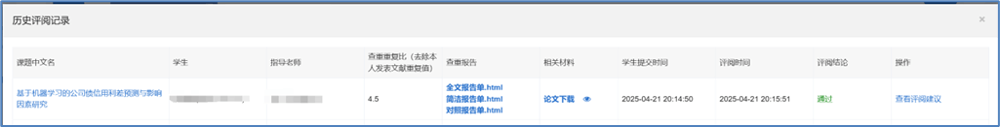 历史评阅记录
×
课题中文名 学生 指导老师 查重重复比（去除本人发表文献重复值） 查重报告 相关材料 学生提交时间 评阅时间 评阅结论 操作
基于机器学习的公司债信用利差预测与影响因素研究 4.5 全文报告单.html 简洁报告单.html 对照报告单.html 论文下载 2025-04-21 20:14:50 2025-04-21 20:15:51 通过 查看评阅建议